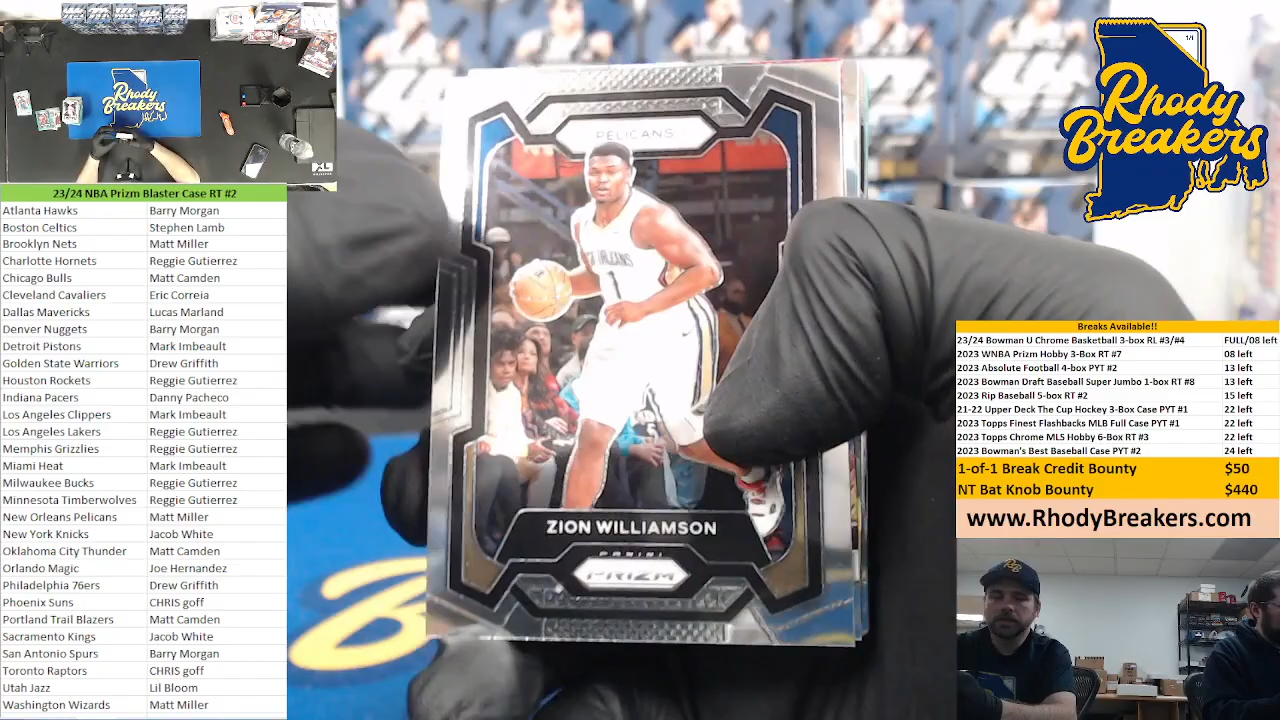 23/24 NBA Prizm Blaster Case RT #2
Atlanta Hawks Barry Morgan
Boston Celtics Stephen Lamb
Brooklyn Nets Matt Miller
Charlotte Hornets Reggie Gutierrez
Chicago Bulls Matt Camden
Cleveland Cavaliers Eric Correia
Dallas Mavericks Lucas Marland
Denver Nuggets Barry Morgan
Detroit Pistons Mark Imbeault
Golden State Warriors Drew Griffith
Houston Rockets Reggie Gutierrez
Indiana Pacers Danny Pacheco
Los Angeles Clippers Mark Imbeault
Los Angeles Lakers Reggie Gutierrez
Memphis Grizzlies Reggie Gutierrez
Miami Heat Mark Imbeault
Milwaukee Bucks Reggie Gutierrez
Minnesota Timberwolves Reggie Gutierrez
New Orleans Pelicans Matt Miller
New York Knicks Jacob White
Oklahoma City Thunder Matt Camden
Orlando Magic Joe Hernandez
Philadelphia 76ers Drew Griffith
Phoenix Suns CHRIS goff
Portland Trail Blazers Matt Camden
Sacramento Kings Jacob White
San Antonio Spurs Barry Morgan
Toronto Raptors CHRIS goff
Utah Jazz Lil Bloom
Washington Wizards Matt Miller
Rhody
Breakers
PELICANS
NEW ORLEANS
1
ZION WILLIAMSON
PANINI
PRIZM
1/1
Rhody
Breakers
Breaks Available!!
23/24 Bowman U Chrome Basketball 3-box RL #3/#4 FULL/08 left
2023 WNBA Prizm Hobby 3-Box RT #7 08 left
2023 Absolute Football 4-box PYT #2 13 left
2023 Bowman Draft Baseball Super Jumbo 1-box RT #8 13 left
2023 Rip Baseball 5-box RT #2 15 left
21-22 Upper Deck The Cup Hockey 3-Box Case PYT #1 22 left
2023 Topps Finest Flashbacks MLB Full Case PYT #1 22 left
2023 Topps Chrome MLS Hobby 6-Box RT #3 22 left
2023 Bowman's Best Baseball Case PYT #2 24 left
1-of-1 Break Credit Bounty $50
NT Bat Knob Bounty $440
www.RhodyBreakers.com